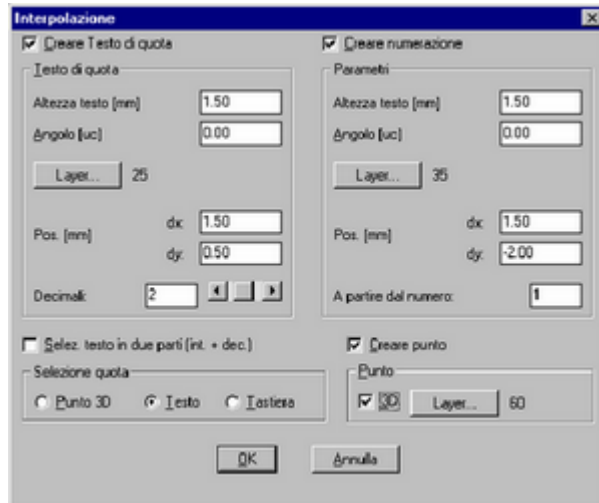 Interpolazione
Creare Testo di quota
Creare numerazione
Testo di quota
Parametri
Altezza testo [mm] 1.50
Altezza testo [mm] 1.50
Angolo [uc] 0.00
Angolo [uc] 0.00
Layer... 25
Layer... 35
Pos. [mm]
dx: 1.50
dy: 0.50
Pos. [mm]
dx: 1.50
dy: -2.00
Decimali: 2
A partire dal numero: 1
Selez. testo in due parti (int. + dec.)
Creare punto
Selezione quota
Punto
Punto 3D Testo Tastiera
3D Layer... 60
OK Annulla